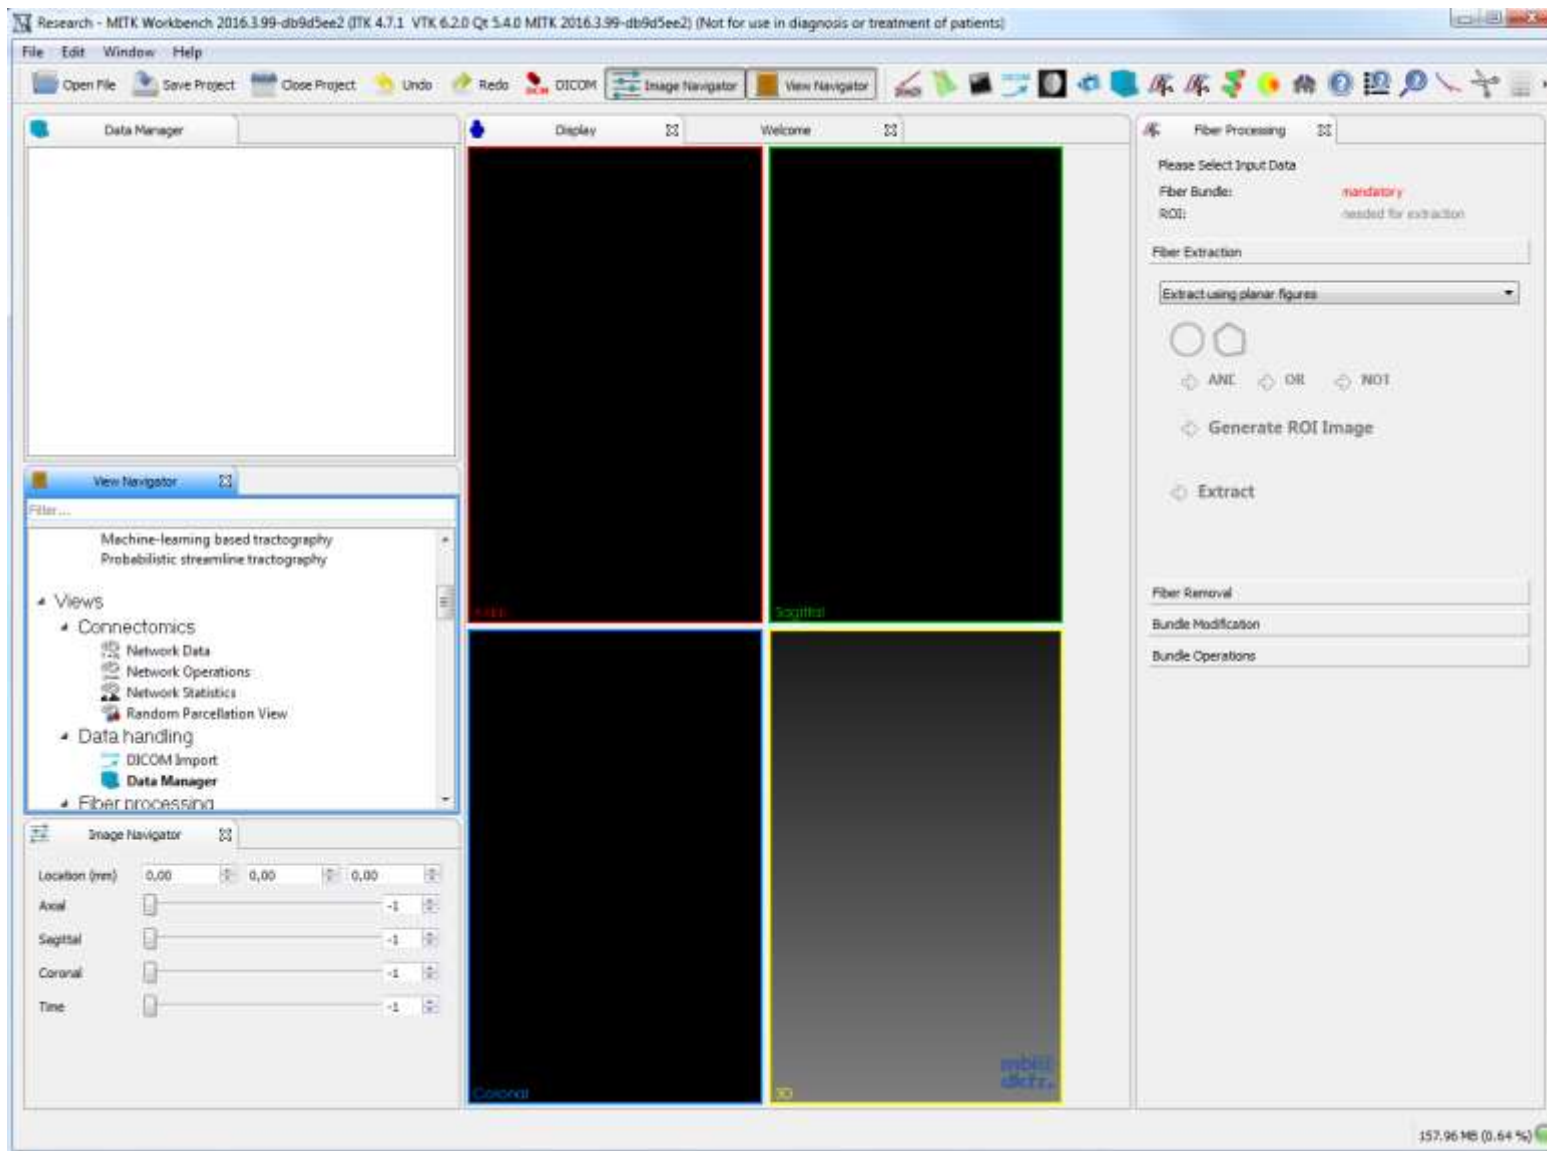 Research - MITK Workbench 2016.3.99-db9d5ee2 (ITK 4.7.1 VTK 6.2.0 Qt 5.4.0 MITK 2016.3.99-db9d5ee2) (Not for use in diagnosis or treatment of patients)
File Edit Window Help
Open File Save Project Close Project Undo Redo DICOM Image Navigator View Navigator
Data Manager
View Navigator
Filter...
Machine-learning based tractography
Probabilistic streamline tractography
Views
Connectomics
Network Data
Network Operations
Network Statistics
Random Parcellation View
Data handling
DICOM Import
Data Manager
Fiber processing
Image Navigator
Location (mm) 0,00 0,00 0,00
Axial -1
Sagittal -1
Coronal -1
Time -1
Display Welcome
Axial
Sagittal
Coronal
3D
Fiber Processing
Please Select Input Data
Fiber Bundle: mandatory
ROI: needed for extraction
Fiber Extraction
Extract using planar figures
AND OR NOT
Generate ROI Image
Extract
Fiber Removal
Bundle Modification
Bundle Operations
157.96 MB (0.64 %)